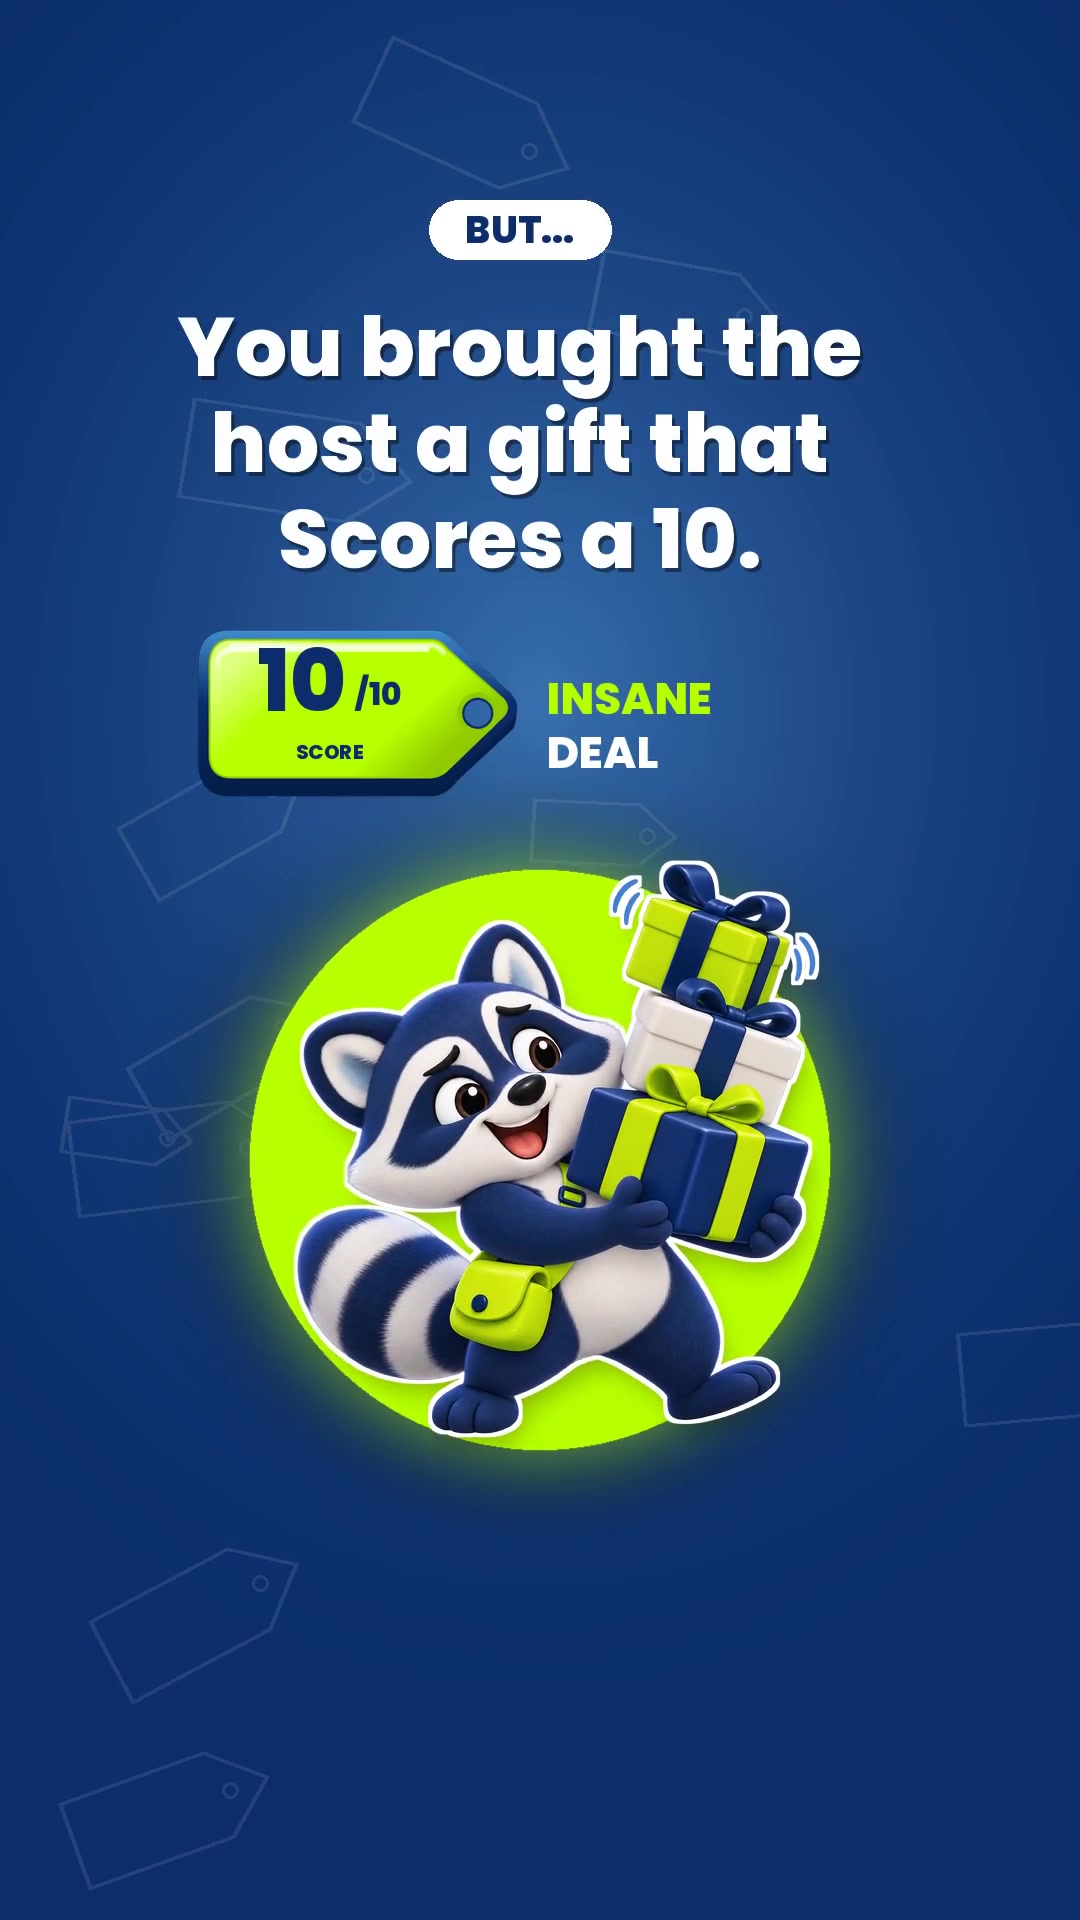 BUT...
You brought the
host a gift that
Scores a 10.
10 /10
SCORE
INSANE
DEAL